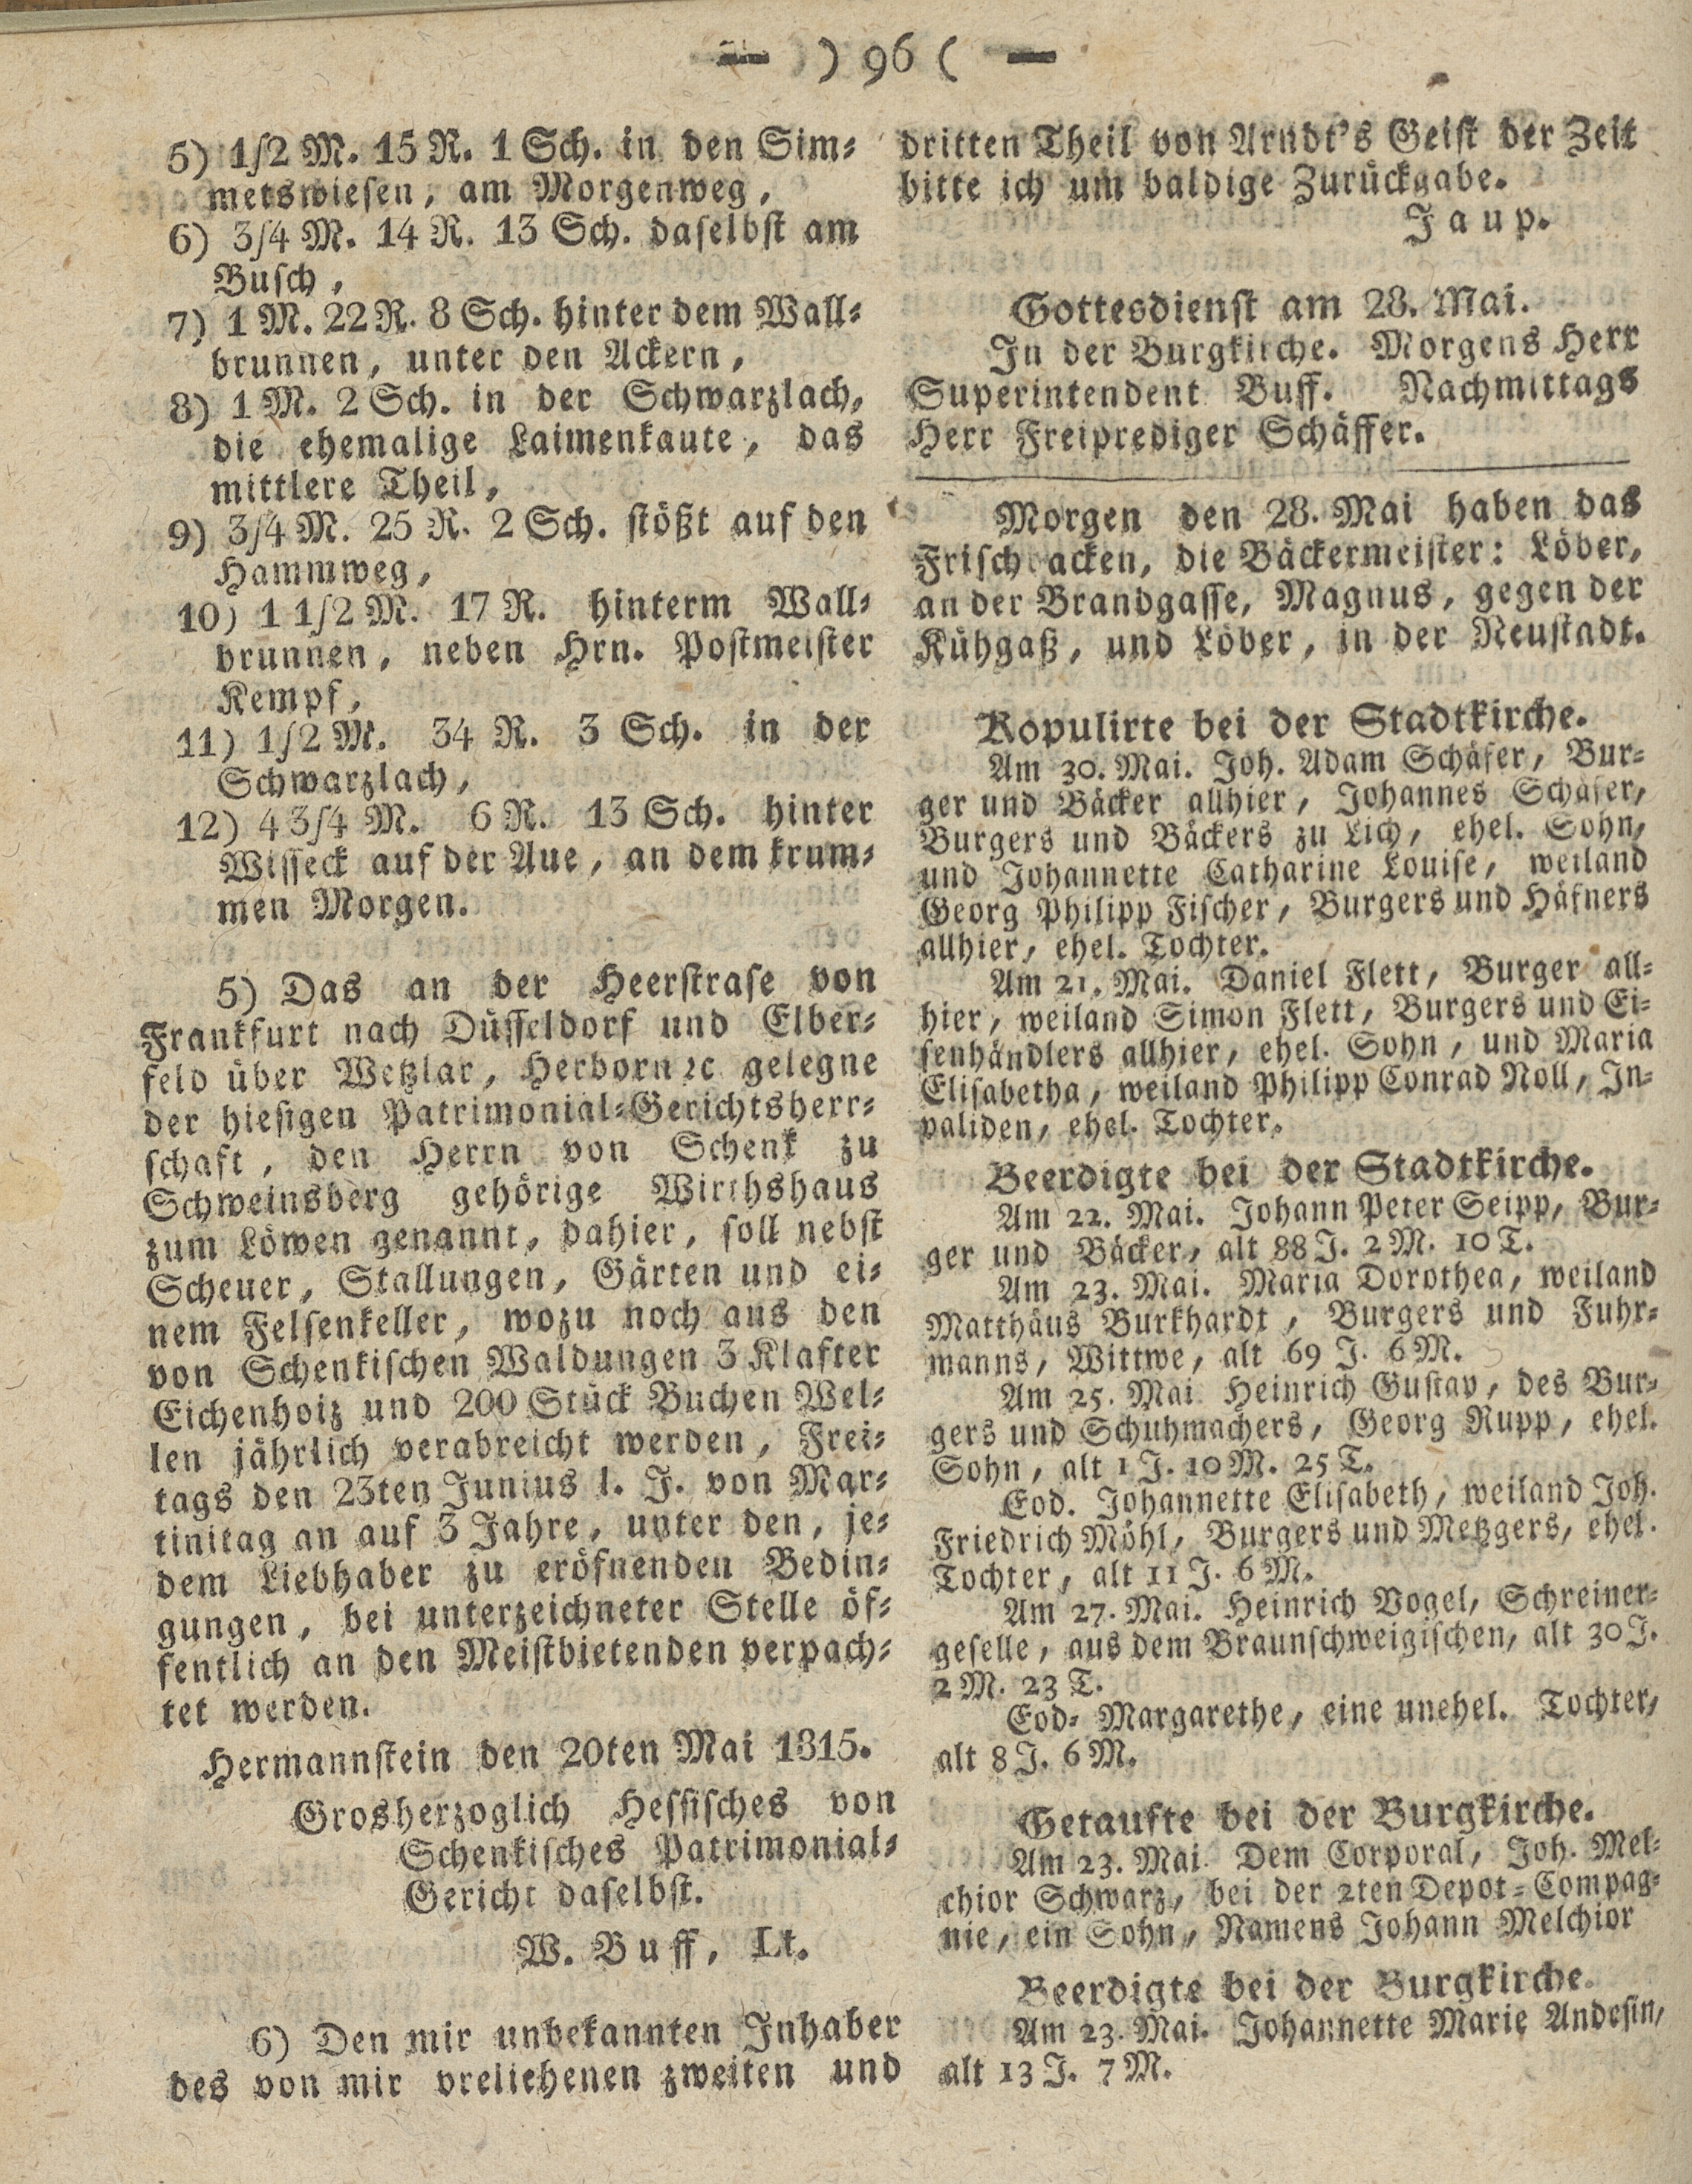 — ) 96 ( —
5) 1/2 M. 15 R. 1 Sch. in den Sim-
metswiesen, am Morgenweg,
6) 3/4 M. 14 R. 13 Sch. daselbst am
Busch,
7) 1 M. 22 R. 8 Sch. hinter dem Wall-
brunnen, unter den Ackern,
8) 1 M. 2 Sch. in der Schwarzlach,
die ehemalige Laimenkaute, das
mittlere Theil,
9) 3/4 M. 25 R. 2 Sch. stößt auf den
Hammweg,
10) 1 1/2 M. 17 R. hinterm Wall-
brunnen, neben Hrn. Postmeister
Kempf,
11) 1/2 M. 34 R. 3 Sch. in der
Schwarzlach,
12) 4 3/4 M. 6 R. 13 Sch. hinter
Wisseck auf der Aue, an dem krum-
men Morgen.
5) Das an der Heerstrase von
Frankfurt nach Düsseldorf und Elber-
feld über Wetzlar, Herborn ꝛc gelegne
der hiesigen Patrimonial-Gerichtsherr-
schaft, den Herrn von Schenk zu
Schweinsberg gehörige Wirthshaus
zum Löwen genannt, dahier, soll nebst
Scheuer, Stallungen, Gärten und ei-
nem Felsenkeller, wozu noch aus den
von Schenkischen Waldungen 3 Klafter
Eichenholz und 200 Stück Buchen Wel-
len jährlich verabreicht werden, Frei-
tags den 23ten Junius l. J. von Mar-
tinitag an auf 3 Jahre, unter den, je-
dem Liebhaber zu eröfnenden Bedin-
gungen, bei unterzeichneter Stelle öf-
fentlich an den Meistbietenden verpach-
tet werden.
Hermannstein den 20ten Mai 1815.
Grosherzoglich Hessisches von
Schenkisches Patrimonial-
Gericht daselbst.
W. Buff, Lt.
6) Den mir unbekannten Inhaber
des von mir vreliehenen zweiten und
dritten Theil von Arndt's Geist der Zeit
bitte ich um baldige Zurückgabe.
Jaup.
Gottesdienst am 28. Mai.
In der Burgkirche. Morgens Herr
Superintendent Buff. Nachmittags
Herr Freiprediger Schäffer.
Morgen den 28. Mai haben das
Frischbacken, die Bäckermeister: Löber,
an der Brandgasse, Magnus, gegen der
Kühgaß, und Löber, in der Neustadt.
Kopulirte bei der Stadtkirche.
Am 30. Mai. Joh. Adam Schäfer, Bur-
ger und Bäcker allhier, Johannes Schäfer,
Burgers und Bäckers zu Lich, ehel. Sohn,
und Johannette Catharine Louise, weiland
Georg Philipp Fischer, Burgers und Häfners
allhier, ehel. Tochter.
Am 21. Mai. Daniel Flett, Burger all-
hier, weiland Simon Flett, Burgers und Ei-
senhändlers allhier, ehel. Sohn, und Maria
Elisabetha, weiland Philipp Conrad Noll, In-
validen, ehel. Tochter.
Beerdigte bei der Stadtkirche.
Am 22. Mai. Johann Peter Seipp, Bur-
ger und Bäcker, alt 88 J. 2 M. 10 T.
Am 23. Mai. Maria Dorothea, weiland
Matthäus Burkhardt, Burgers und Fuhr-
manns, Wittwe, alt 69 J. 6 M.
Am 25. Mai Heinrich Gustav, des Bur-
gers und Schuhmachers, Georg Rupp, ehel.
Sohn, alt 1 J. 10 M. 25 T.
Eod. Johannette Elisabeth, weiland Joh.
Friedrich Möhl, Burgers und Metzgers, ehel.
Tochter, alt 11 J. 6 M.
Am 27. Mai. Heinrich Vogel, Schreiner-
geselle, aus dem Braunschweigischen, alt 30 J.
2 M. 23 T.
Eod- Margarethe, eine unehel. Tochter,
alt 8 J. 6 M.
Getaufte bei der Burgkirche.
Am 23. Mai. Dem Corporal, Joh. Mel-
chior Schwarz, bei der 2ten Depot-Compag-
nie, ein Sohn, Namens Johann Melchior
Beerdigte bei der Burgkirche.
Am 23. Mai. Johannette Marie Andesin,
alt 13 J. 7 M.